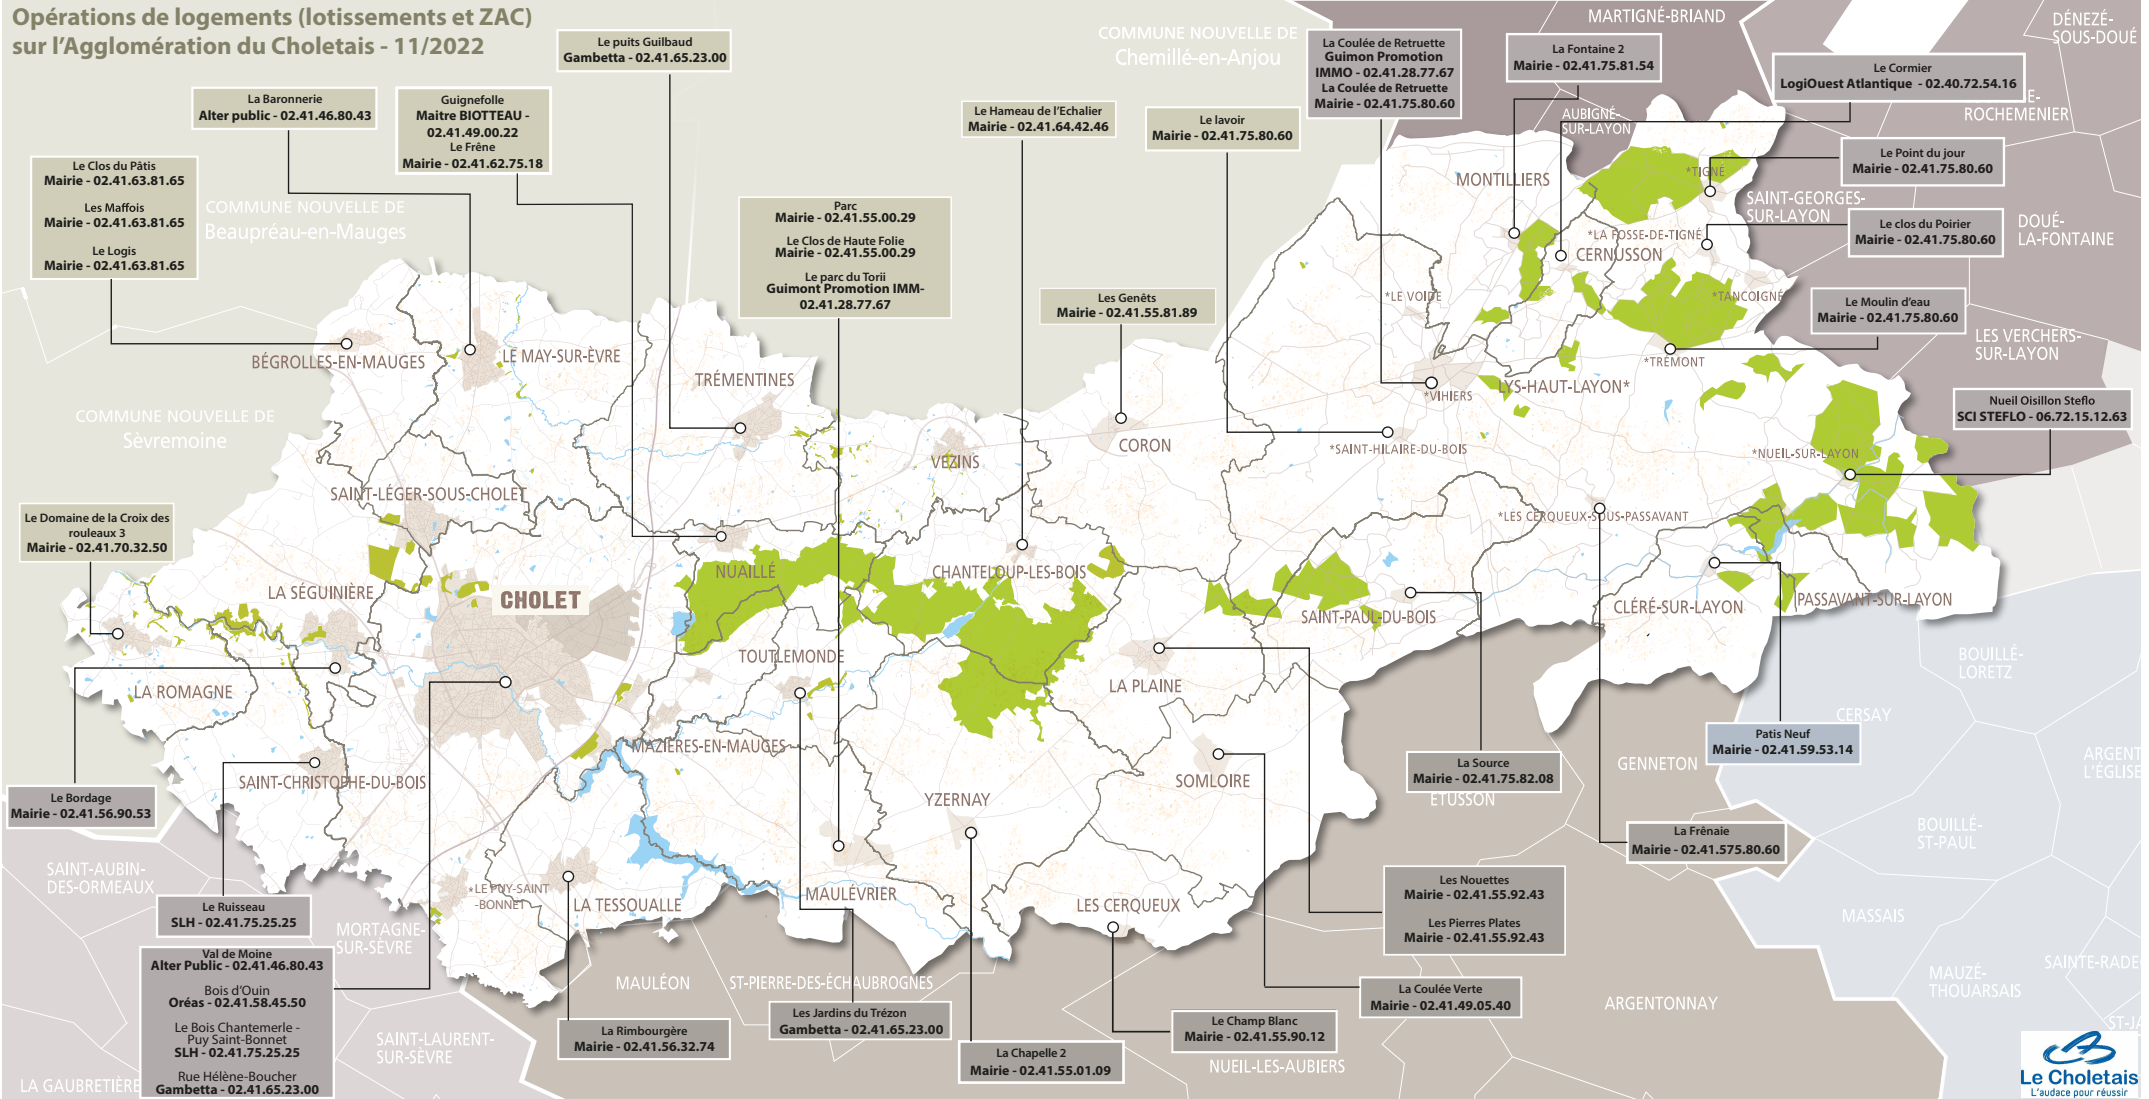 Opérations de logements (lotissements et ZAC)
sur l'Agglomération du Choletais - 11/2022
Le puits Guilbaud
Gambetta - 02.41.65.23.00
La Baronnerie
Alter public - 02.41.46.80.43
Guignefolle
Maitre BIOTTEAU -
02.41.49.00.22
Le Frêne
Mairie - 02.41.62.75.18
Le Clos du Pâtis
Mairie - 02.41.63.81.65
Les Maffois
Mairie - 02.41.63.81.65
Le Logis
Mairie - 02.41.63.81.65
COMMUNE NOUVELLE DE
Beaupréau-en-Mauges
COMMUNE NOUVELLE DE
Chemillé-en-Anjou
COMMUNE NOUVELLE DE
Sèvremoine
Parc
Mairie - 02.41.55.00.29
Le Clos de Haute Folie
Mairie - 02.41.55.00.29
Le parc du Torii
Guimont Promotion IMM-
02.41.28.77.67
Le Hameau de l'Echalier
Mairie - 02.41.64.42.46
Le lavoir
Mairie - 02.41.75.80.60
Les Genêts
Mairie - 02.41.55.81.89
La Coulée de Retruette
Guimon Promotion
IMMO - 02.41.28.77.67
La Coulée de Retruette
Mairie - 02.41.75.80.60
La Fontaine 2
Mairie - 02.41.75.81.54
Le Cormier
LogiOuest Atlantique - 02.40.72.54.16
Le Point du jour
Mairie - 02.41.75.80.60
Le clos du Poirier
Mairie - 02.41.75.80.60
Le Moulin d'eau
Mairie - 02.41.75.80.60
Nueil Oisillon Steflo
SCI STEFLO - 06.72.15.12.63
MARTIGNÉ-BRIAND
DÉNEZÉ-
SOUS-DOUÉ
E-
ROCHEMENIER
AUBIGNÉ-
SUR-LAYON
SAINT-GEORGES-
SUR-LAYON
DOUÉ-
LA-FONTAINE
LES VERCHERS-
SUR-LAYON
MONTILLIERS
*TIGNÉ
*LA FOSSE-DE-TIGNÉ
CERNUSSON
*LE VOIDE
*TANCOIGNÉ
*TREMONT
LYS-HAUT-LAYON*
*VIHIERS
*SAINT-HILAIRE-DU-BOIS
*NUEIL-SUR-LAYON
*LES CERQUEUX-SOUS-PASSAVANT
BÉGROLLES-EN-MAUGES
LE MAY-SUR-ÈVRE
TRÉMENTINES
VEZINS
CORON
SAINT-LÉGER-SOUS-CHOLET
Le Domaine de la Croix des
rouleaux 3
Mairie - 02.41.70.32.50
LA SÉGUINIÈRE
CHOLET
NUAILLÉ
CHANTELOUP-LES-BOIS
SAINT-PAUL-DU-BOIS
CLÉRÉ-SUR-LAYON
PASSAVANT-SUR-LAYON
TOUTLEMONDE
LA ROMAGNE
LA PLAINE
MAZIÈRES-EN-MAUGES
SAINT-CHRISTOPHE-DU-BOIS
SOMLOIRE
YZERNAY
*LE PUY-SAINT
-BONNET
LA TESSOUALLE
MAULÉVRIER
LES CERQUEUX
Le Bordage
Mairie - 02.41.56.90.53
Le Ruisseau
SLH - 02.41.75.25.25
Val de Moine
Alter Public - 02.41.46.80.43
Bois d'Ouin
Oréas - 02.41.58.45.50
Le Bois Chantemerle -
Puy Saint-Bonnet
SLH - 02.41.75.25.25
Rue Hélène-Boucher
Gambetta - 02.41.65.23.00
SAINT-AUBIN-
DES-ORMEAUX
MORTAGNE-
SUR-SÈVRE
SAINT-LAURENT-
SUR-SÈVRE
LA GAUBRETIÈRE
MAULÉON
ST-PIERRE-DES-ÉCHAUBROGNES
La Rimbourgère
Mairie - 02.41.56.32.74
Les Jardins du Trézon
Gambetta - 02.41.65.23.00
La Chapelle 2
Mairie - 02.41.55.01.09
Le Champ Blanc
Mairie - 02.41.55.90.12
NUEIL-LES-AUBIERS
La Coulée Verte
Mairie - 02.41.49.05.40
Les Nouettes
Mairie - 02.41.55.92.43
Les Pierres Plates
Mairie - 02.41.55.92.43
La Source
Mairie - 02.41.75.82.08
ETUSSON
La Frênaie
Mairie - 02.41.575.80.60
Patis Neuf
Mairie - 02.41.59.53.14
GENNETON
BOUILLÉ-
LORETZ
CERSAY
ARGENT
L'ÉGLISE
BOUILLÉ-
ST-PAUL
MASSAIS
MAUZÉ-
THOUARSAIS
SAINTE-RADE
ARGENTONNAY
ST-JA
Le Choletais
L'audace pour réussir